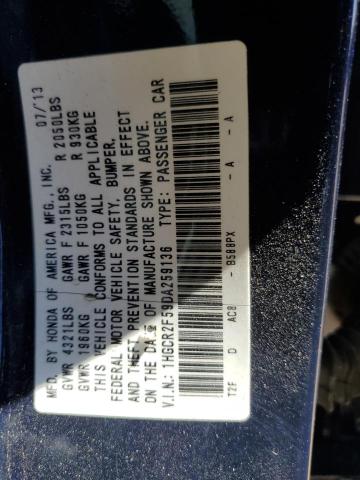 MFD. BY HONDA OF AMERICA MFG., INC. 07/'13
GVWR 4321LBS GAWR F 2315LBS R 2050LBS
GVWR 1960KG GAWR F 1050KG R 930KG
THIS VEHICLE CONFORMS TO ALL APPLICABLE
FEDERAL MOTOR VEHICLE SAFETY, BUMPER,
AND THEFT PREVENTION STANDARDS IN EFFECT
ON THE DATE OF MANUFACTURE SHOWN ABOVE.
V.I.N.: 1HGCR2F59DA259136 TYPE: PASSENGER CAR
T2F D AC8 - B588PX - A - A